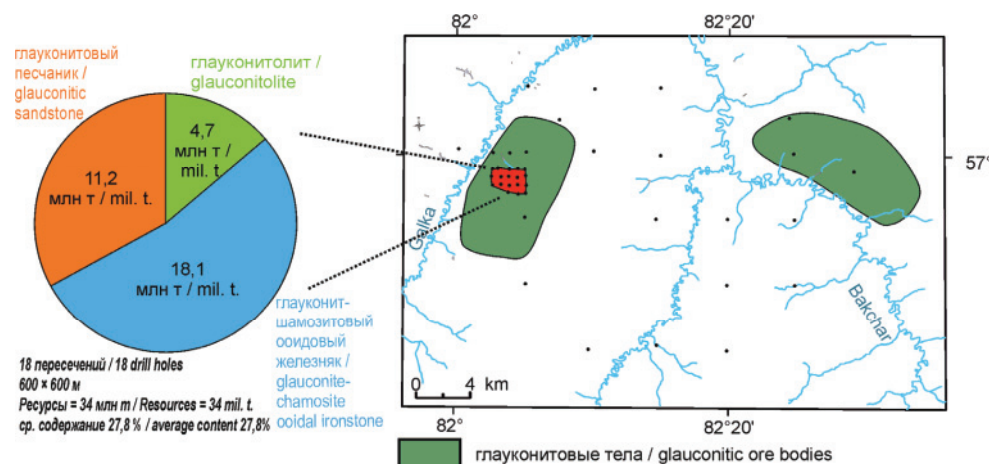 глауконитовый
песчаник /
glauconitic
sandstone
глауконитолит /
glauconitolite
4,7
млн т /
mil. t.
11,2
млн т / mil. t.
18,1
млн т / mil. t.
глауконит-
шамозитовый
ооидовый
железняк /
glauconite-
chamosite
ooidal ironstone
18 пересечений / 18 drill holes
600 × 600 м
Ресурсы = 34 млн т / Resources = 34 mil. t.
ср. содержание 27,8 % / average content 27,8%
82°
82°20'
57°
Galka
Bakchar
0 4 km
82°
82°20'
глауконитовые тела / glauconitic ore bodies